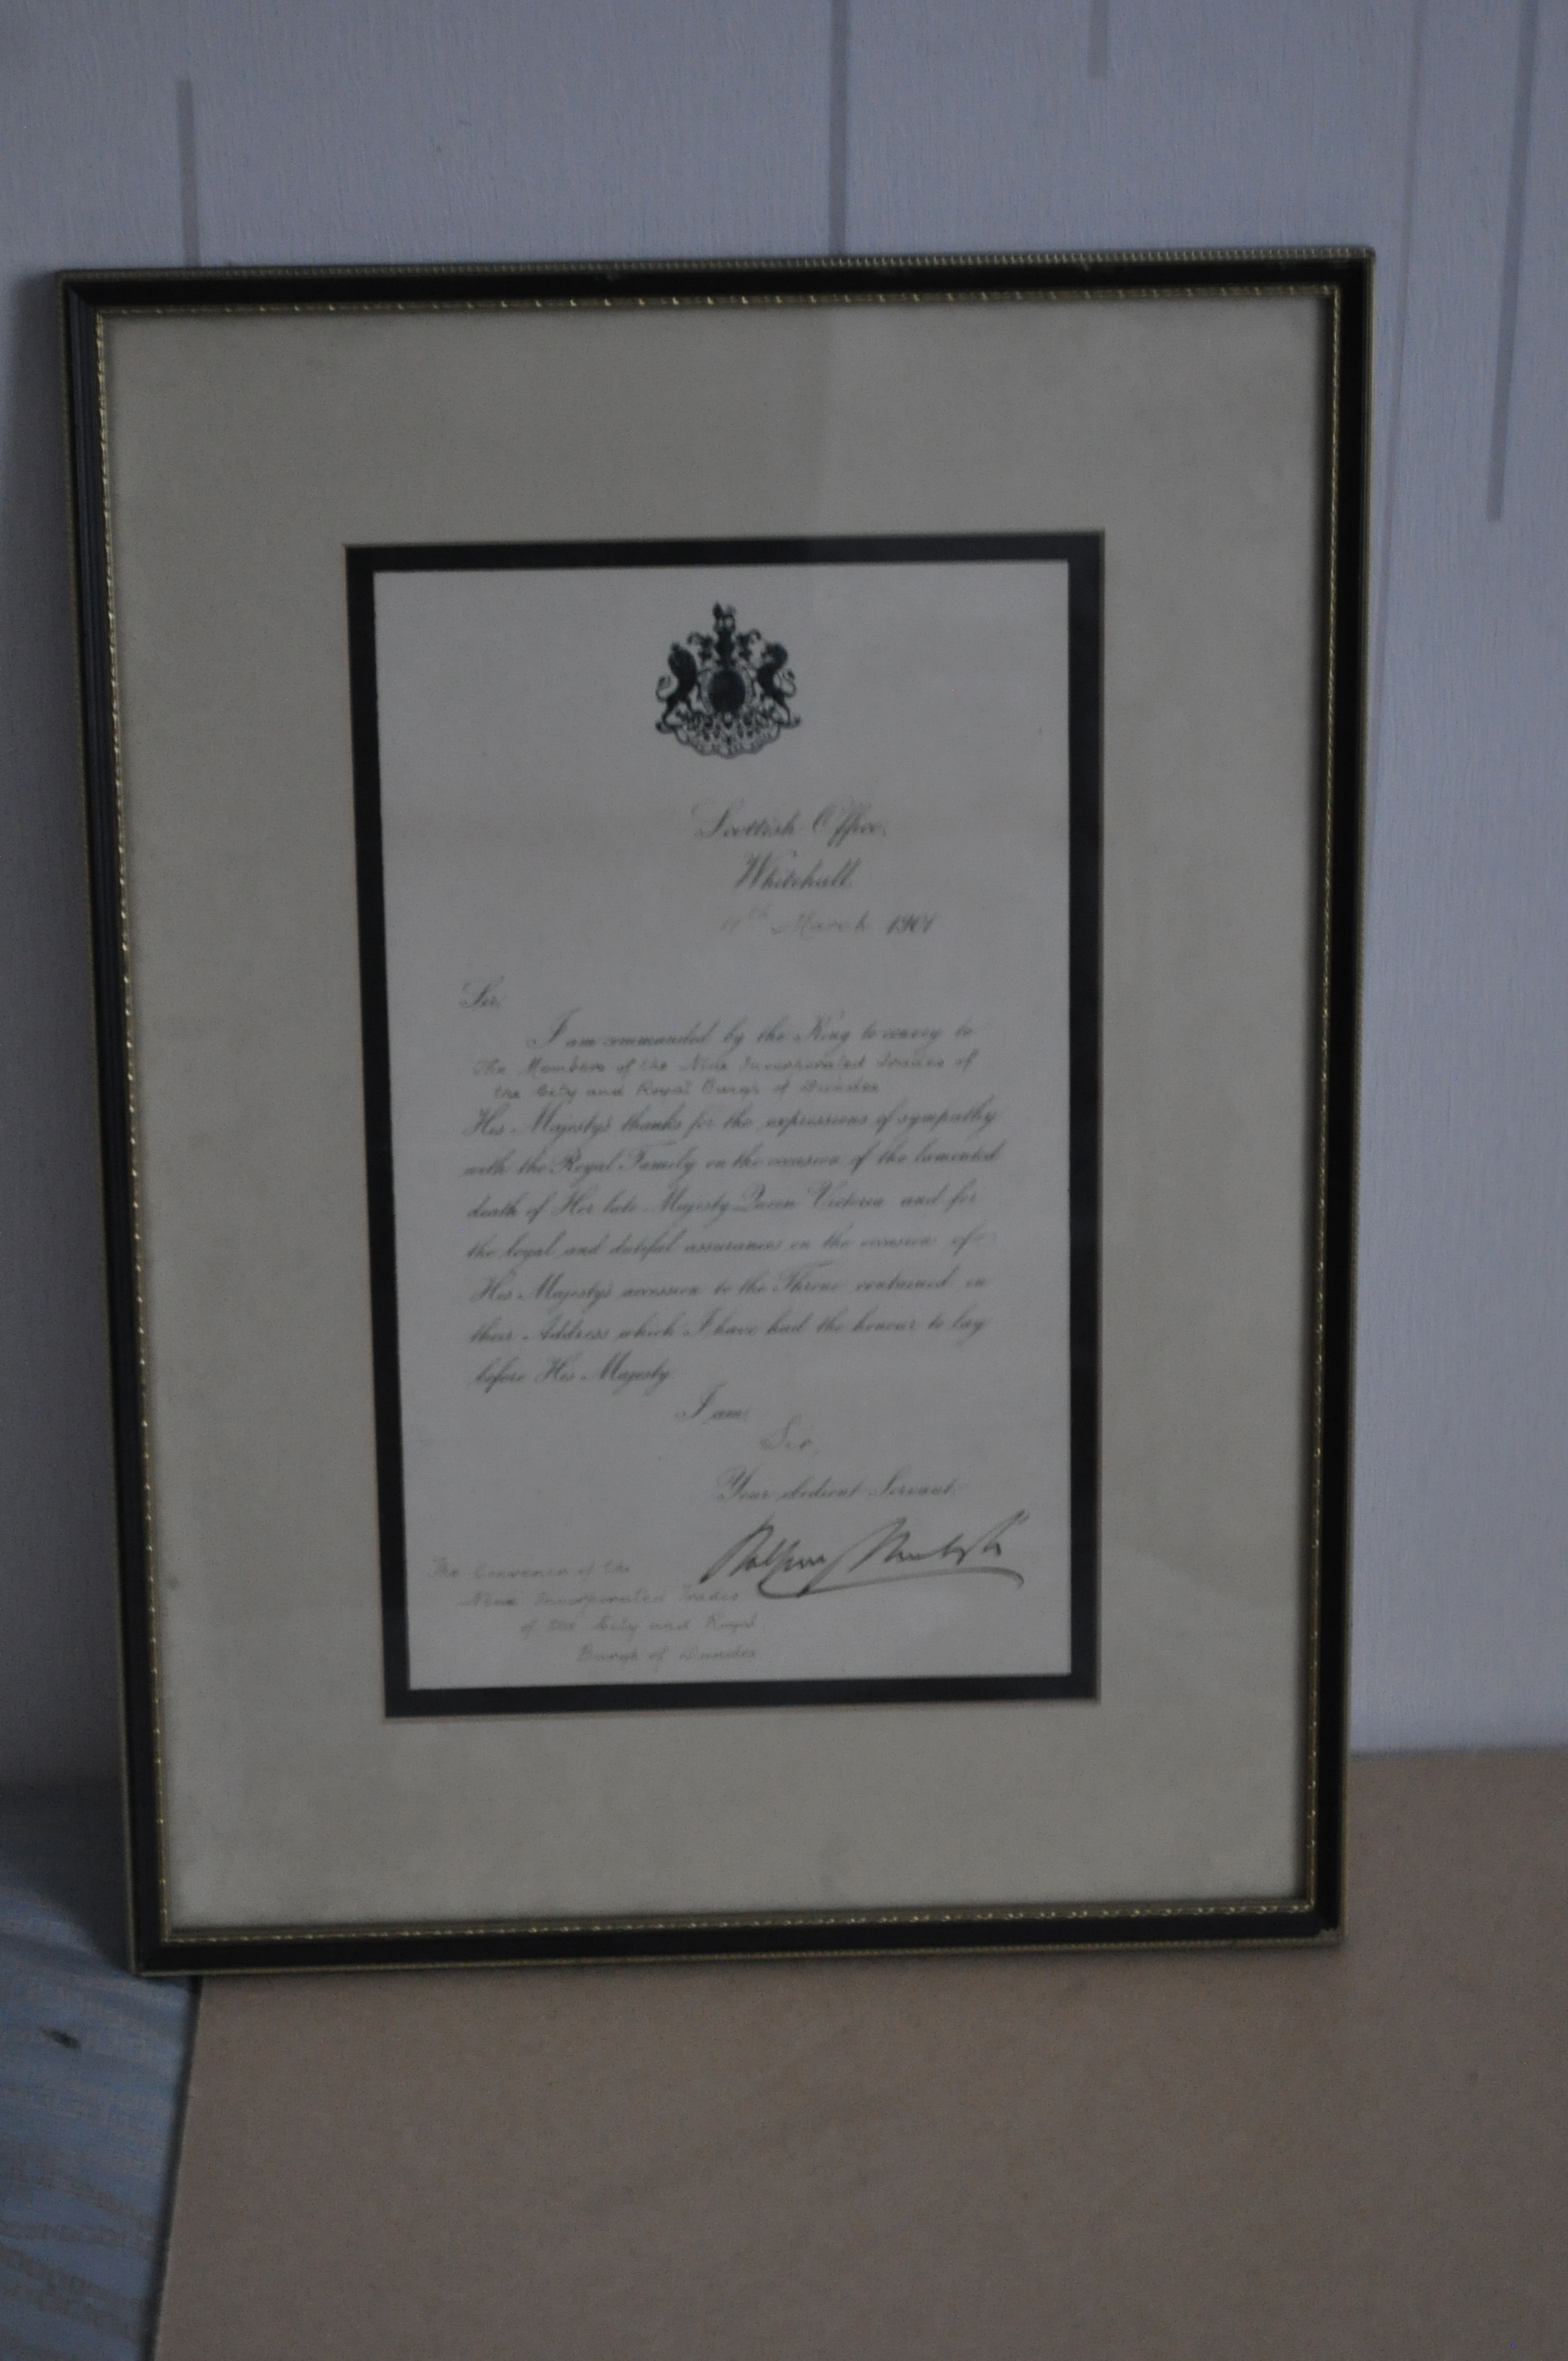 Scottish Office,
Whitehall.
March 1901
Sir,
I am commanded by the King to convey to
The Members of the Nine Incorporated Trades of
the City and Royal Burgh of Dundee
His Majesty's thanks for the expressions of sympathy
with the Royal Family on the occasion of the lamented
death of Her late Majesty Queen Victoria and for
the loyal and dutiful assurances on the occasion of
His Majesty's accession to the Throne contained in
their Address which I have had the honour to lay
before His Majesty.
I am,
Sir,
Your obedient Servant,
Balfour of Burleigh
The Convener of the
Nine Incorporated Trades
of the City and Royal
Burgh of Dundee